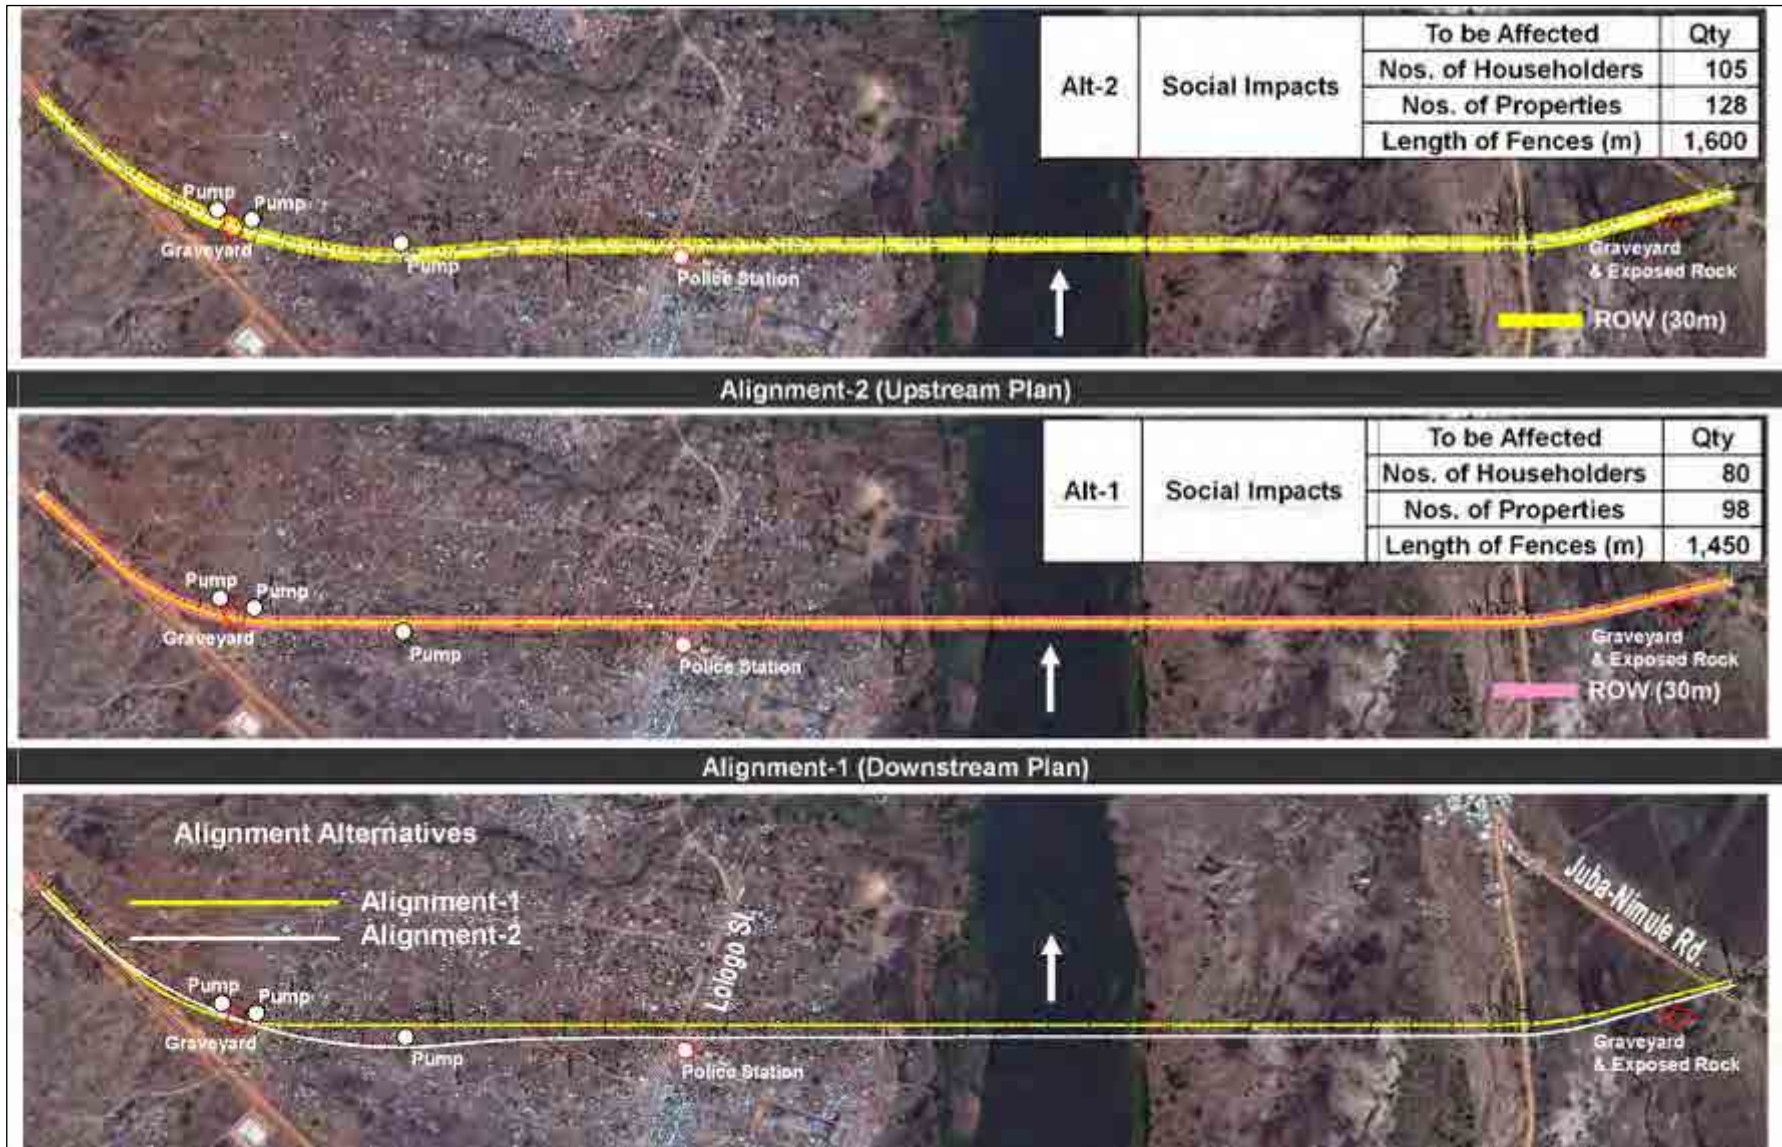 To be Affected Qty
Alt-2 Social Impacts
Nos. of Householders 105
Nos. of Properties 128
Length of Fences (m) 1,600
Pump
Pump
Graveyard
Pump
Police Station
Graveyard
& Exposed Rock
ROW (30m)
Alignment-2 (Upstream Plan)
To be Affected Qty
Alt-1 Social Impacts
Nos. of Householders 80
Nos. of Properties 98
Length of Fences (m) 1,450
Pump
Pump
Graveyard
Pump
Police Station
Graveyard
& Exposed Rock
ROW (30m)
Alignment-1 (Downstream Plan)
Alignment Alternatives
Alignment-1
Alignment-2
Lologo St.
Juba-Nimule Rd.
Pump
Pump
Graveyard
Pump
Police Station
Graveyard
& Exposed Rock